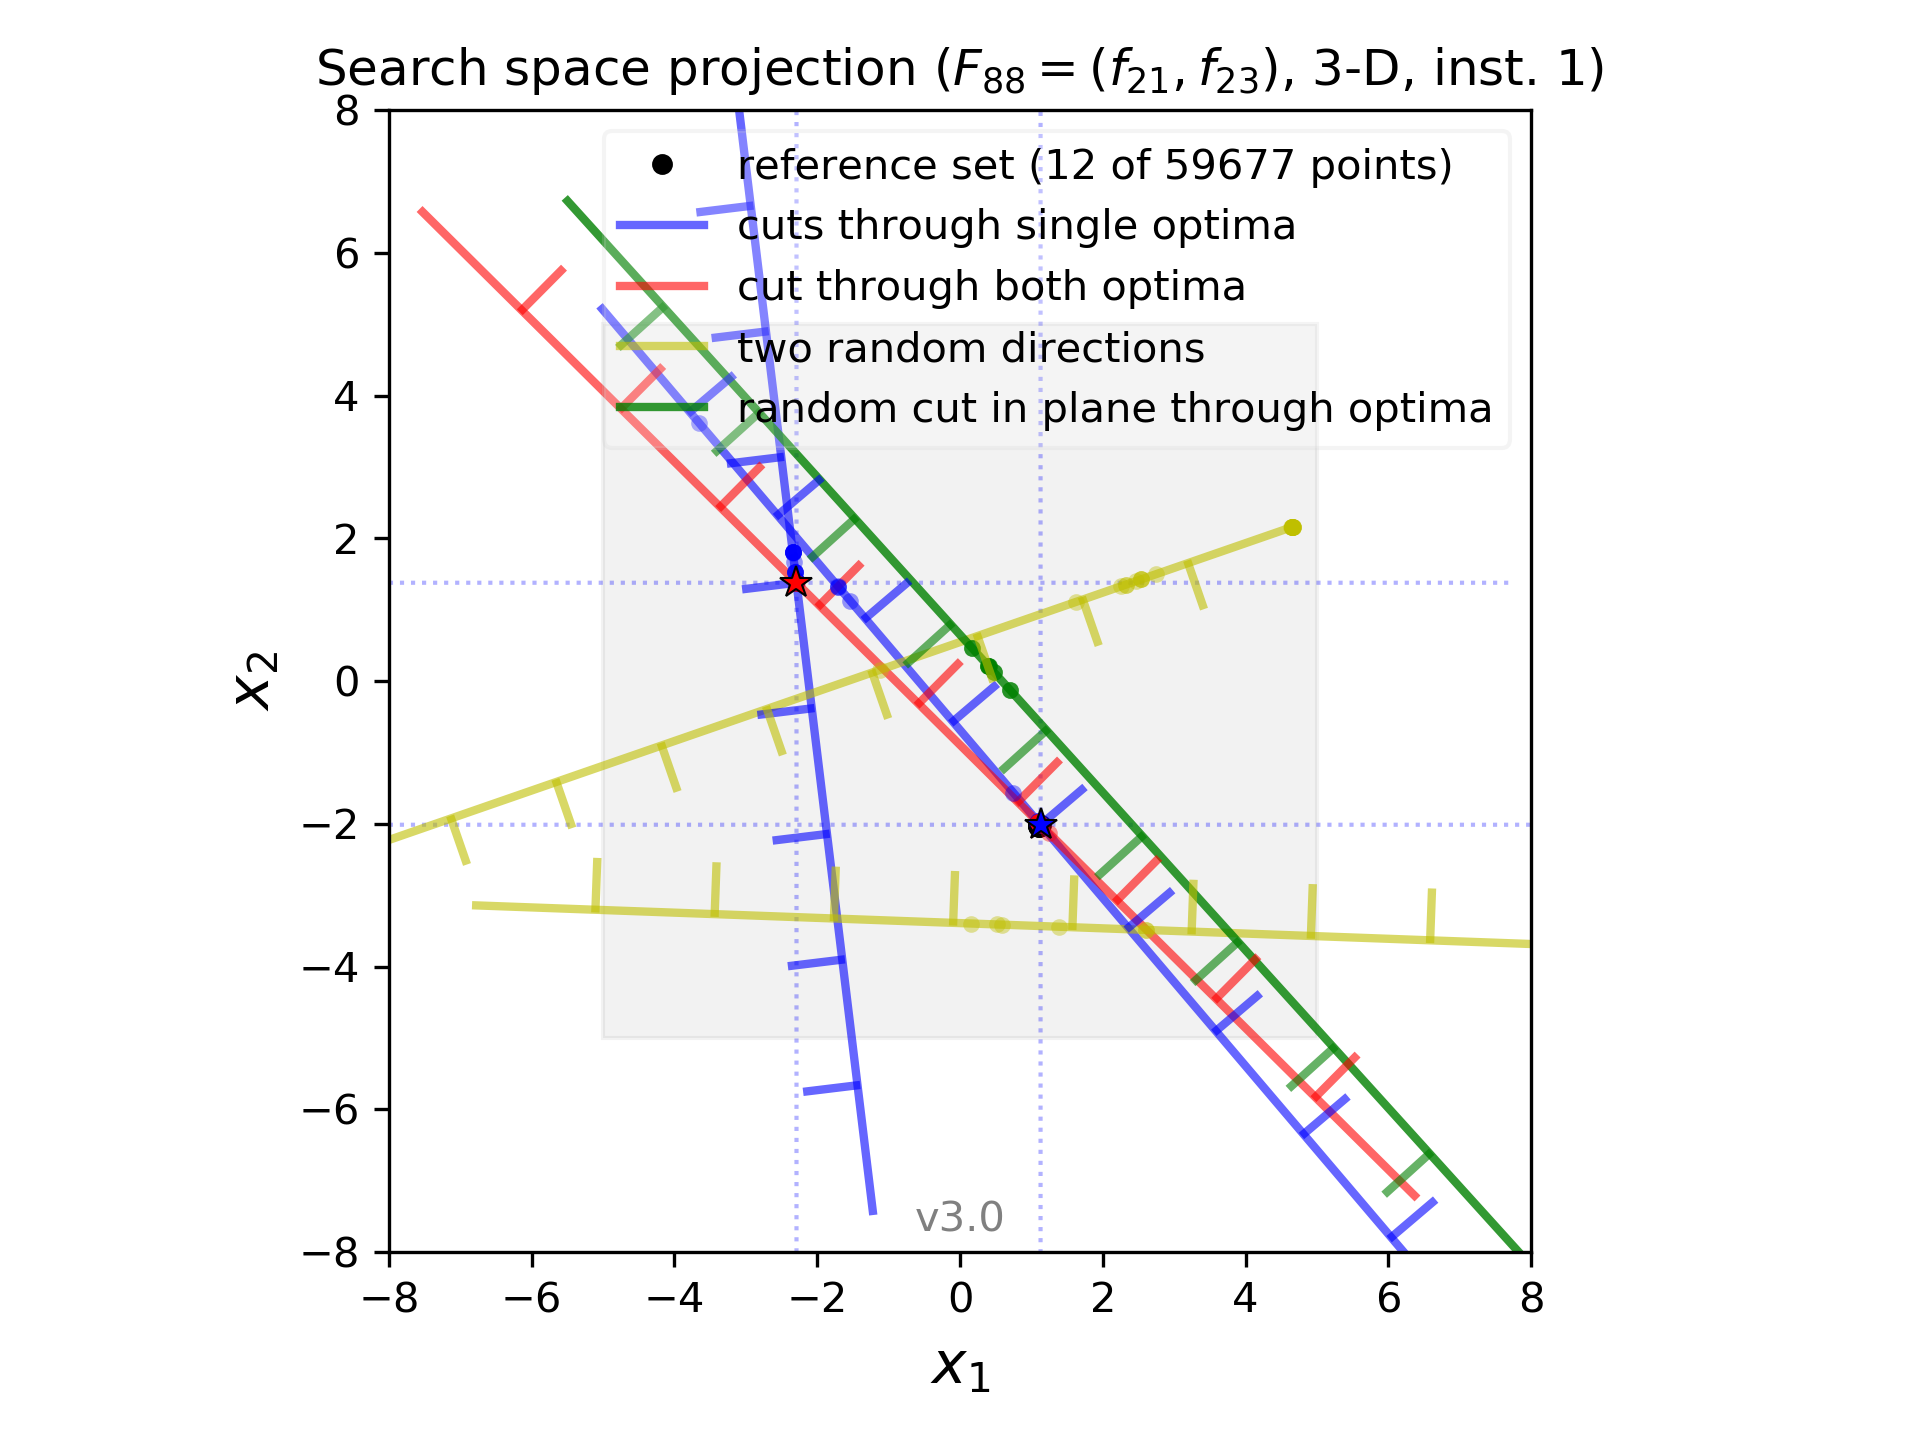 Search space projection (F88 = (f21, f23), 3-D, inst. 1)
8
6
4
2
0
−2
−4
−6
−8
x2
reference set (12 of 59677 points)
cuts through single optima
cut through both optima
two random directions
random cut in plane through optima
v3.0
−8 −6 −4 −2 0 2 4 6 8
x1